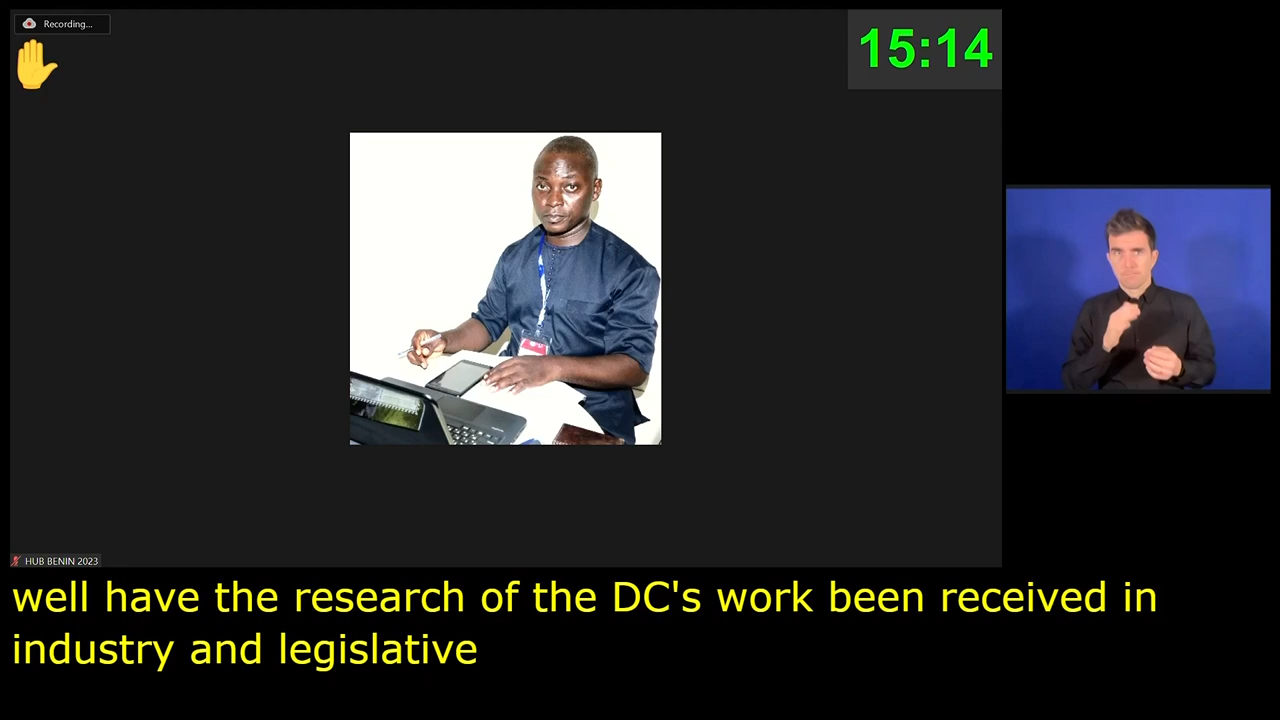 Recording...
15:14
HUB BENIN 2023
well have the research of the DC's work been received in
industry and legislative